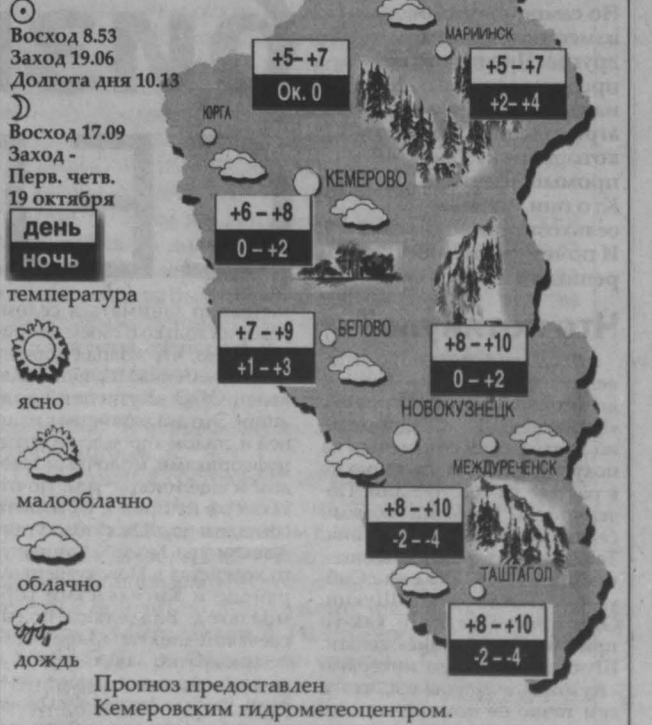 Восход 8.53
Заход 19.06
Долгота дня 10.13
Восход 17.09
Заход -
Перв. четв.
19 октября
день
ночь
температура
ясно
малооблачно
облачно
дождь
МАРИИНСК
+5– +7
Ок. 0
+5 – +7
+2– +4
ЮРГА
КЕМЕРОВО
+6 – +8
0 – +2
БЕЛОВО
+7 – +9
+1 – +3
+8 – +10
0 – +2
НОВОКУЗНЕЦК
МЕЖДУРЕЧЕНСК
+8 – +10
-2 – -4
ТАШТАГОЛ
+8 – +10
-2 – -4
Прогноз предоставлен
Кемеровским гидрометеоцентром.